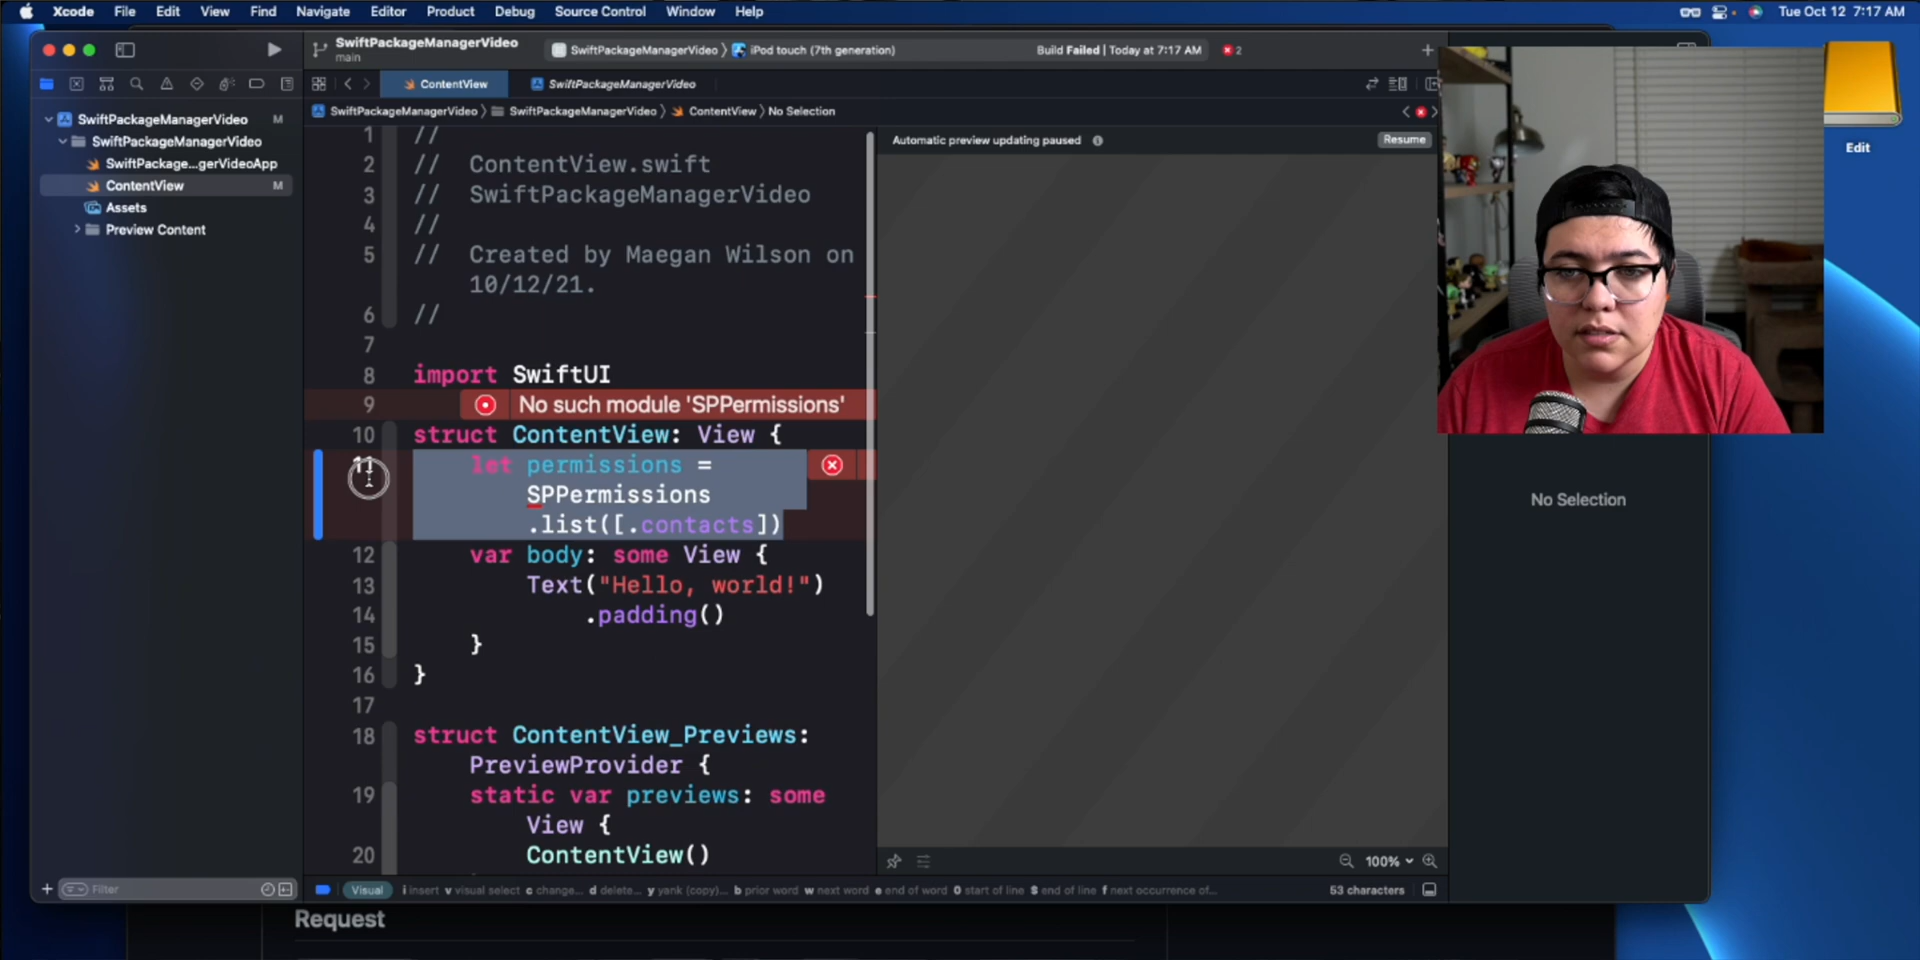 Xcode File Edit View Find Navigate Editor Product Debug Source Control Window Help Tue Oct 12 7:17 AM
SwiftPackageManagerVideo
main
SwiftPackageManagerVideo iPod touch (7th generation) Build Failed | Today at 7:17 AM 2
ContentView SwiftPackageManagerVideo
SwiftPackageManagerVideo SwiftPackageManagerVideo ContentView No Selection
SwiftPackageManagerVideo M
SwiftPackageManagerVideo
SwiftPackage...gerVideoApp
ContentView M
Assets
Preview Content
1 //
2 // ContentView.swift
3 // SwiftPackageManagerVideo
4 //
5 // Created by Maegan Wilson on
10/12/21.
6 //
7
8 import SwiftUI
9 No such module 'SPPermissions'
10 struct ContentView: View {
11 let permissions =
SPPermissions
.list([.contacts])
12 var body: some View {
13 Text("Hello, world!")
14 .padding()
15 }
16 }
17
18 struct ContentView_Previews:
PreviewProvider {
19 static var previews: some
View {
20 ContentView()
Automatic preview updating paused Resume
Edit
No Selection
100%
Filter
Visual i insert v visual select c change... d delete... y yank (copy)... b prior word w next word e end of word 0 start of line $ end of line f next occurrence of... 53 characters
Request